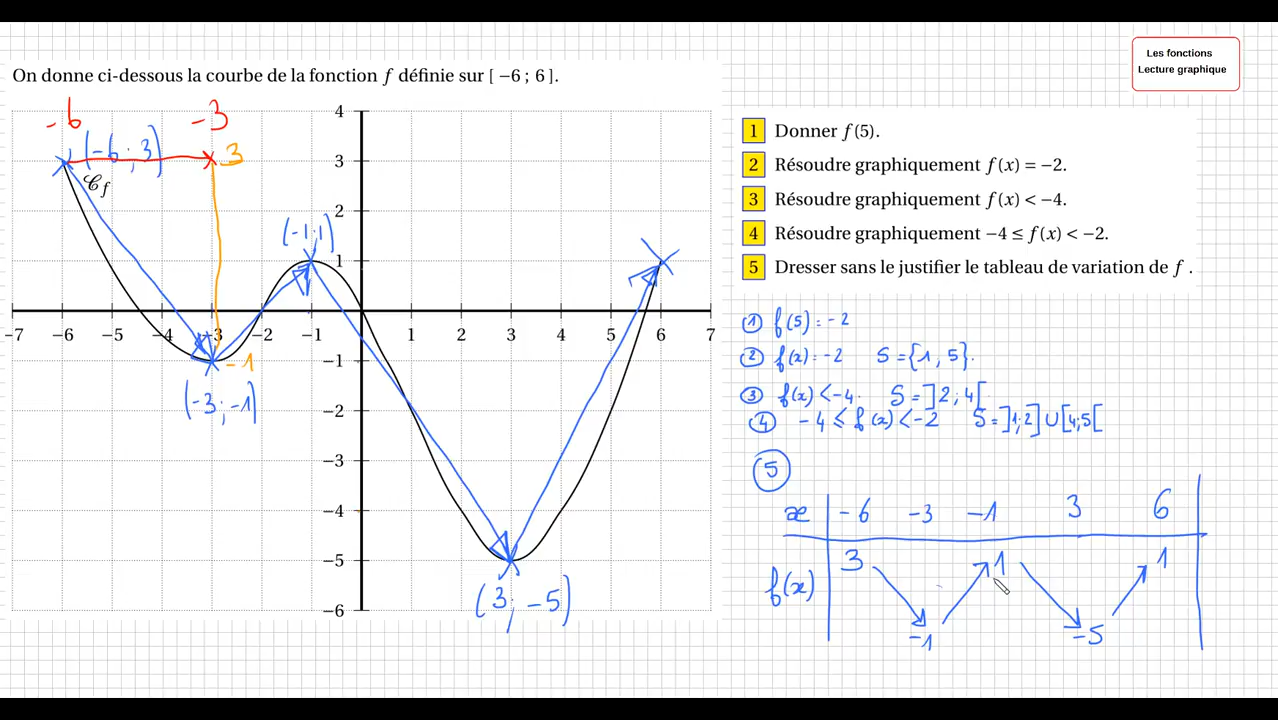 Les fonctions
Lecture graphique
On donne ci-dessous la courbe de la fonction f définie sur [ −6 ; 6 ].
1 Donner f(5).
2 Résoudre graphiquement f(x) = −2.
3 Résoudre graphiquement f(x) < −4.
4 Résoudre graphiquement −4 ≤ f(x) < −2.
5 Dresser sans le justifier le tableau de variation de f .
-6 -3
(-6 ; 3) 3
𝒞f
(-1;1)
-1
(-3 ; -1)
(3 ; -5)
4
3
2
1
−7 −6 −4 −3 −2 −1 1 2 3 4 5 6 7
−1
−2
−3
−4
−5
−6
① f(5) = -2
② f(x) = -2 S = {1, 5}.
③ f(x) < -4. S = ]2 ; 4[
④ -4 ≤ f(x) < -2 S = ]1;2] ∪ [4;5[
⑤
x -6 -3 -1 3 6
3 1 1
f(x)
-1 -5